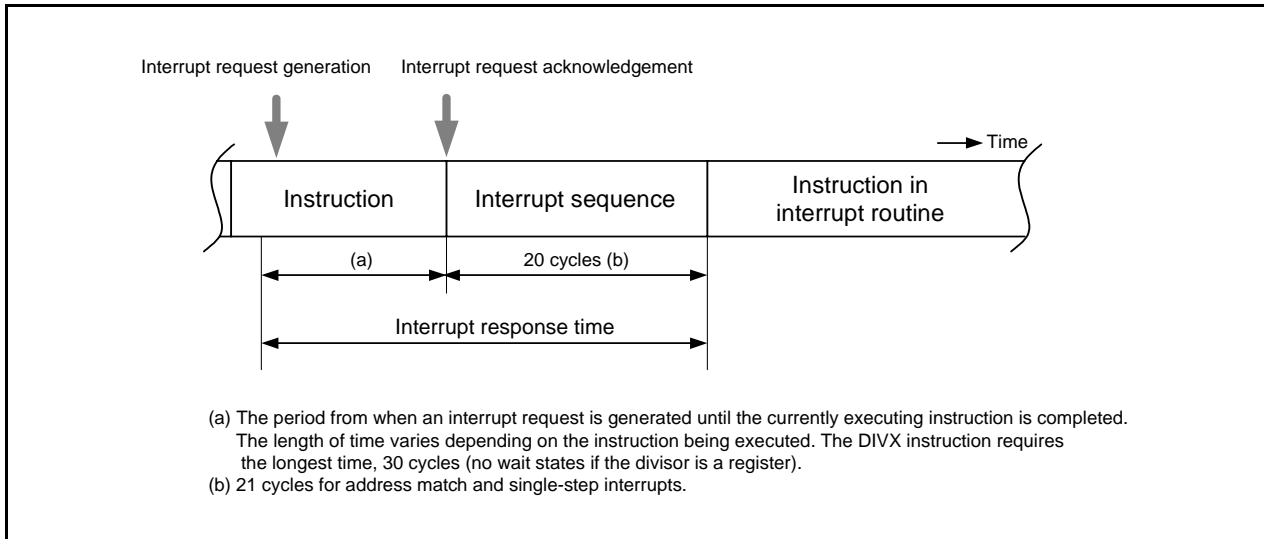 Interrupt request generation
Interrupt request acknowledgement
Time
Instruction
Interrupt sequence
Instruction in
interrupt routine
(a)
20 cycles (b)
Interrupt response time
(a) The period from when an interrupt request is generated until the currently executing instruction is completed.
The length of time varies depending on the instruction being executed. The DIVX instruction requires
the longest time, 30 cycles (no wait states if the divisor is a register).
(b) 21 cycles for address match and single-step interrupts.